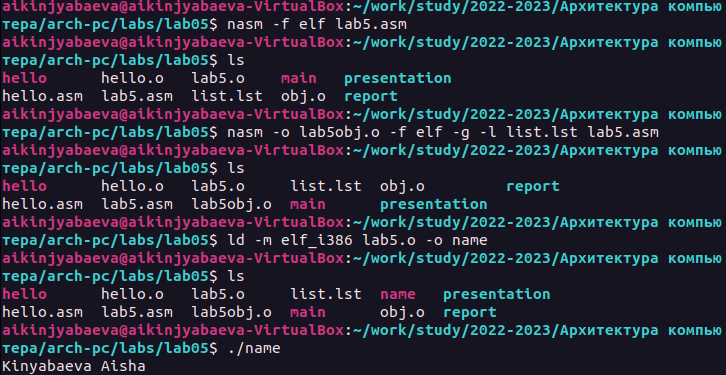 aikinjyabaeva@aikinjyabaeva-VirtualBox:~/work/study/2022-2023/Архитектура компью
тера/arch-pc/labs/lab05$ nasm -f elf lab5.asm
aikinjyabaeva@aikinjyabaeva-VirtualBox:~/work/study/2022-2023/Архитектура компью
тера/arch-pc/labs/lab05$ ls
hello      hello.o   lab5.o    main   presentation
hello.asm  lab5.asm  list.lst  obj.o  report
aikinjyabaeva@aikinjyabaeva-VirtualBox:~/work/study/2022-2023/Архитектура компью
тера/arch-pc/labs/lab05$ nasm -o lab5obj.o -f elf -g -l list.lst lab5.asm
aikinjyabaeva@aikinjyabaeva-VirtualBox:~/work/study/2022-2023/Архитектура компью
тера/arch-pc/labs/lab05$ ls
hello      hello.o   lab5.o     list.lst  obj.o         report
hello.asm  lab5.asm  lab5obj.o  main      presentation
aikinjyabaeva@aikinjyabaeva-VirtualBox:~/work/study/2022-2023/Архитектура компью
тера/arch-pc/labs/lab05$ ld -m elf_i386 lab5.o -o name
aikinjyabaeva@aikinjyabaeva-VirtualBox:~/work/study/2022-2023/Архитектура компью
тера/arch-pc/labs/lab05$ ls
hello      hello.o   lab5.o     list.lst  name   presentation
hello.asm  lab5.asm  lab5obj.o  main      obj.o  report
aikinjyabaeva@aikinjyabaeva-VirtualBox:~/work/study/2022-2023/Архитектура компью
тера/arch-pc/labs/lab05$ ./name
Kinyabaeva Aisha